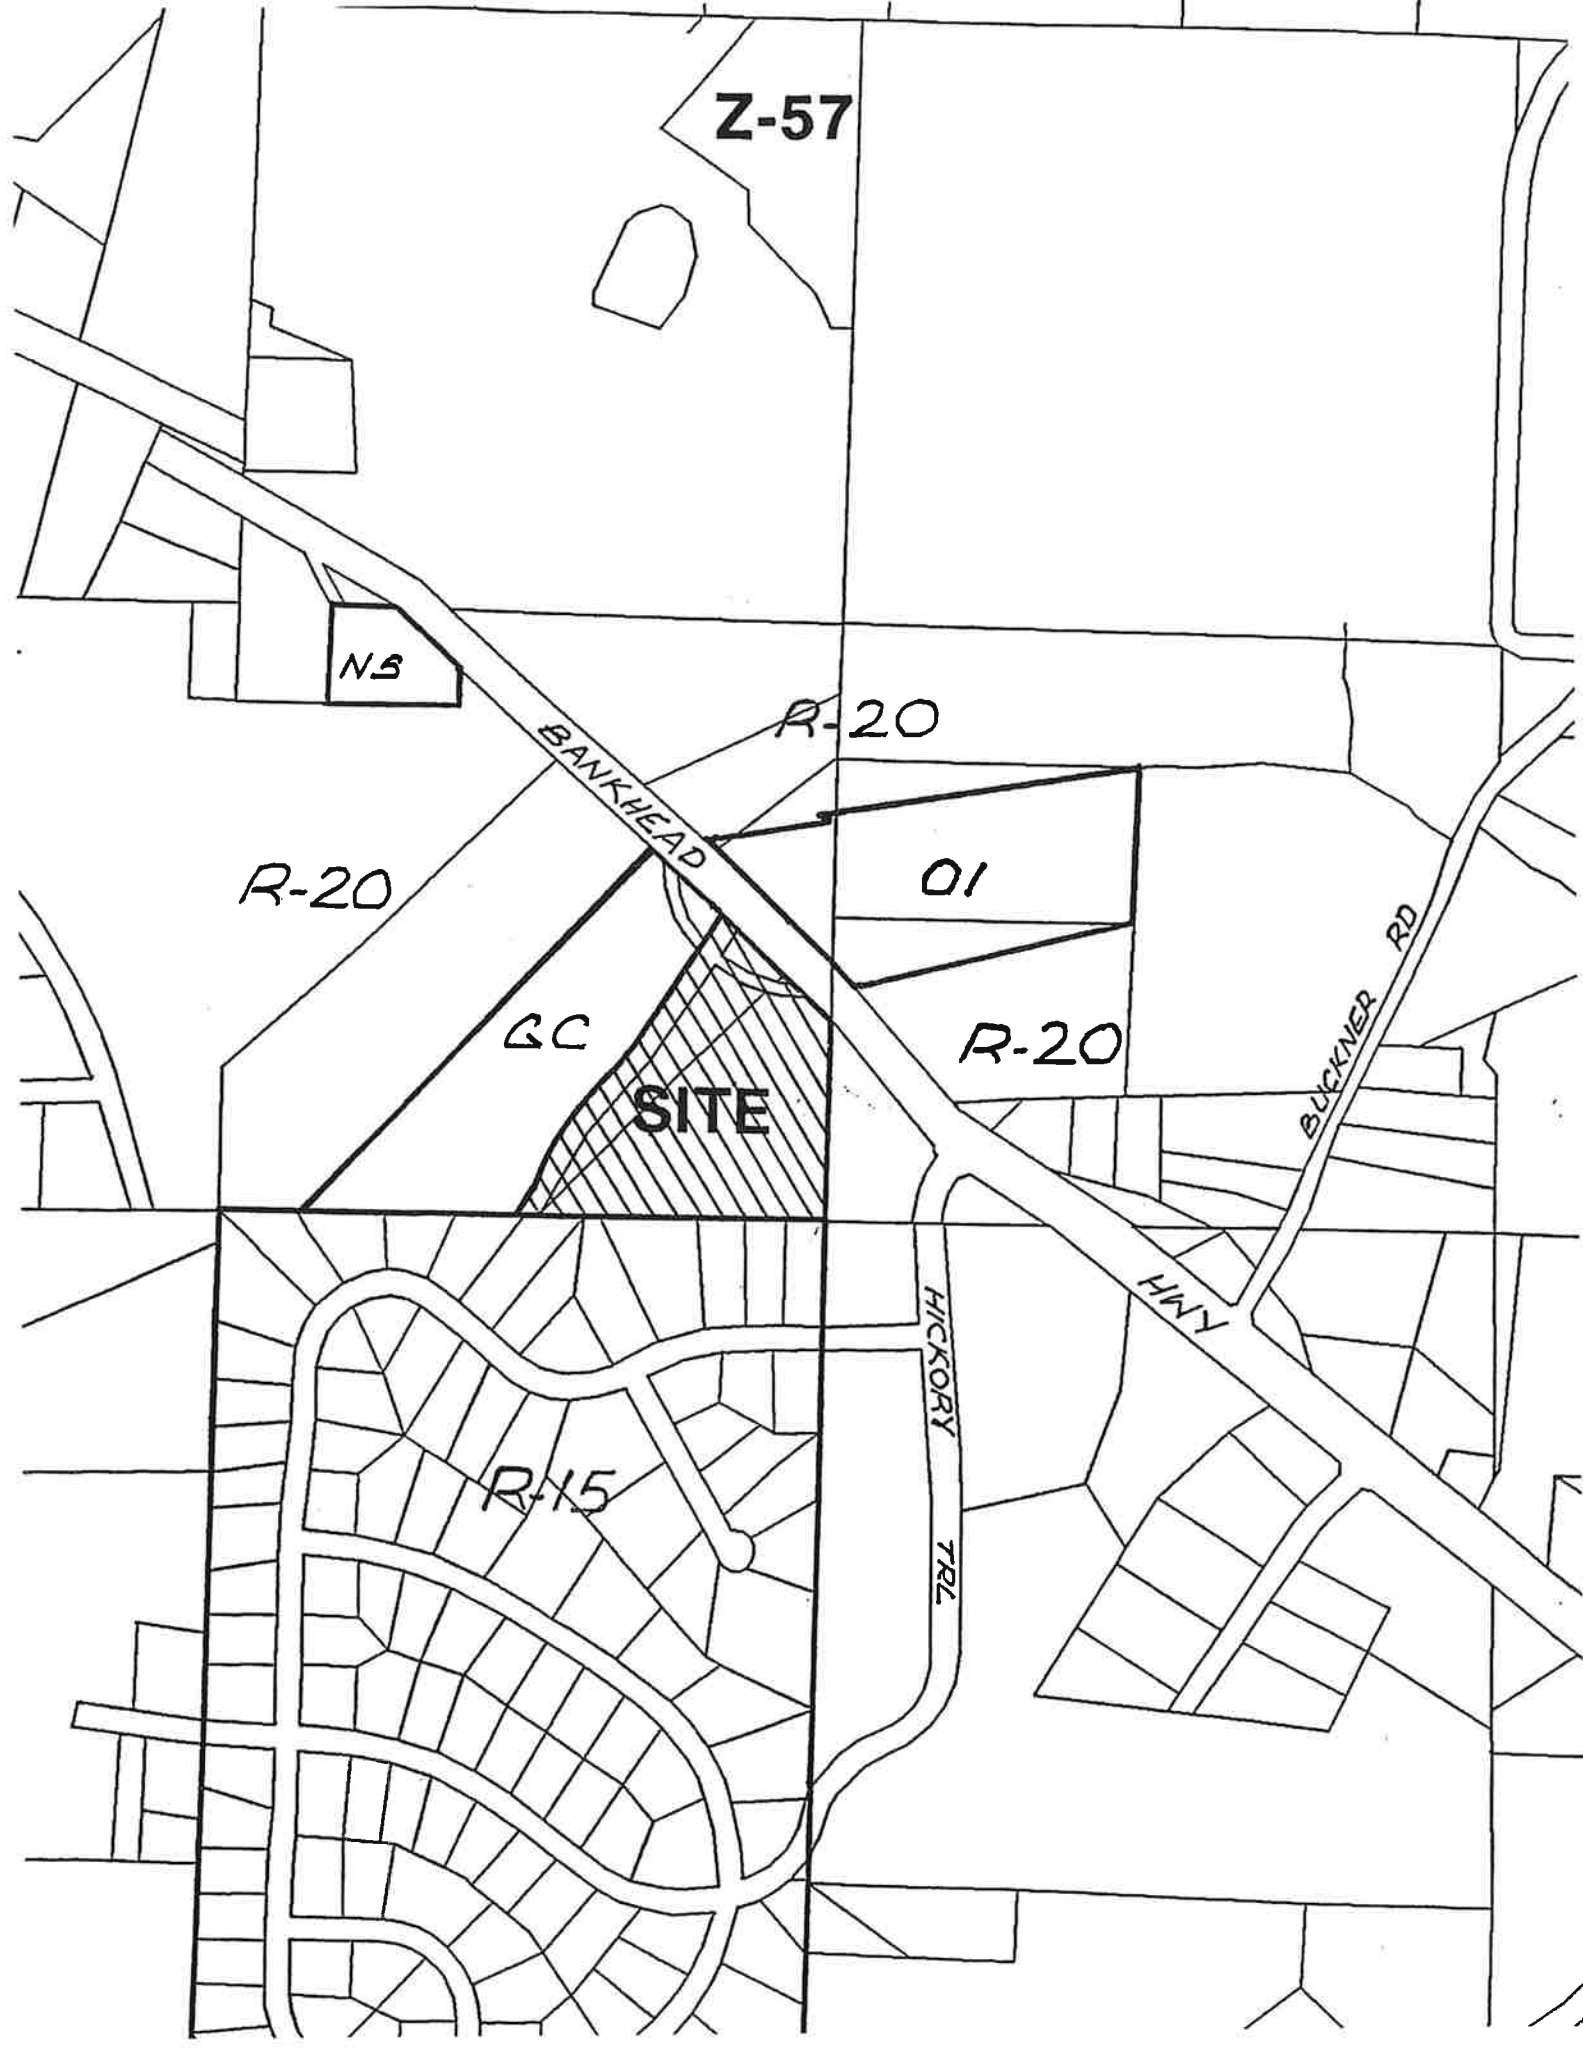 Z-57
NS
R-20
BANKHEAD
R-20
OI
RD
GC
R-20
BUCKNER
SITE
HWY
HICKORY
R-15
TRL